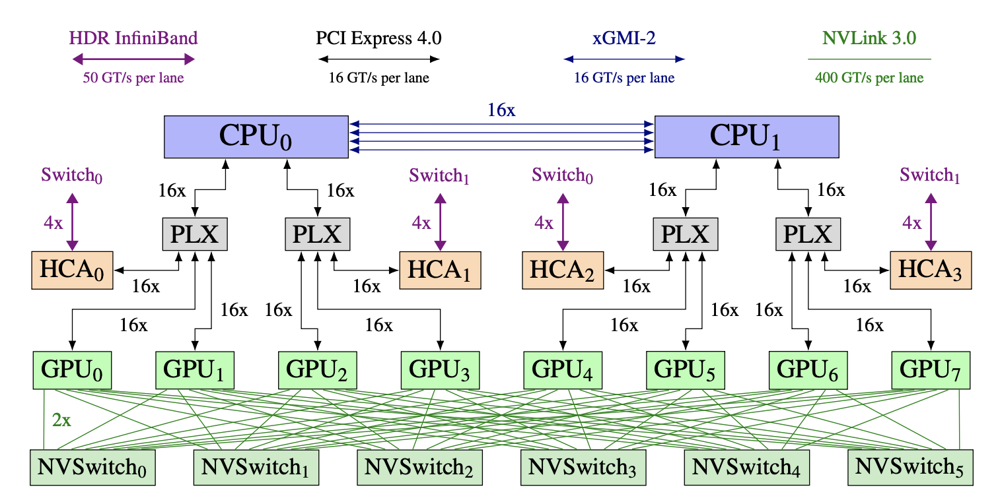 HDR InfiniBand
50 GT/s per lane
PCI Express 4.0
16 GT/s per lane
xGMI-2
16 GT/s per lane
NVLink 3.0
400 GT/s per lane
16x
CPU₀
CPU₁
Switch₀
16x
16x
Switch₁
Switch₀
16x
16x
Switch₁
4x
PLX
PLX
4x
4x
PLX
PLX
4x
HCA₀
16x
16x
HCA₁
HCA₂
16x
16x
HCA₃
16x
16x
16x
16x
16x
16x
16x
16x
GPU₀
GPU₁
GPU₂
GPU₃
GPU₄
GPU₅
GPU₆
GPU₇
2x
NVSwitch₀
NVSwitch₁
NVSwitch₂
NVSwitch₃
NVSwitch₄
NVSwitch₅